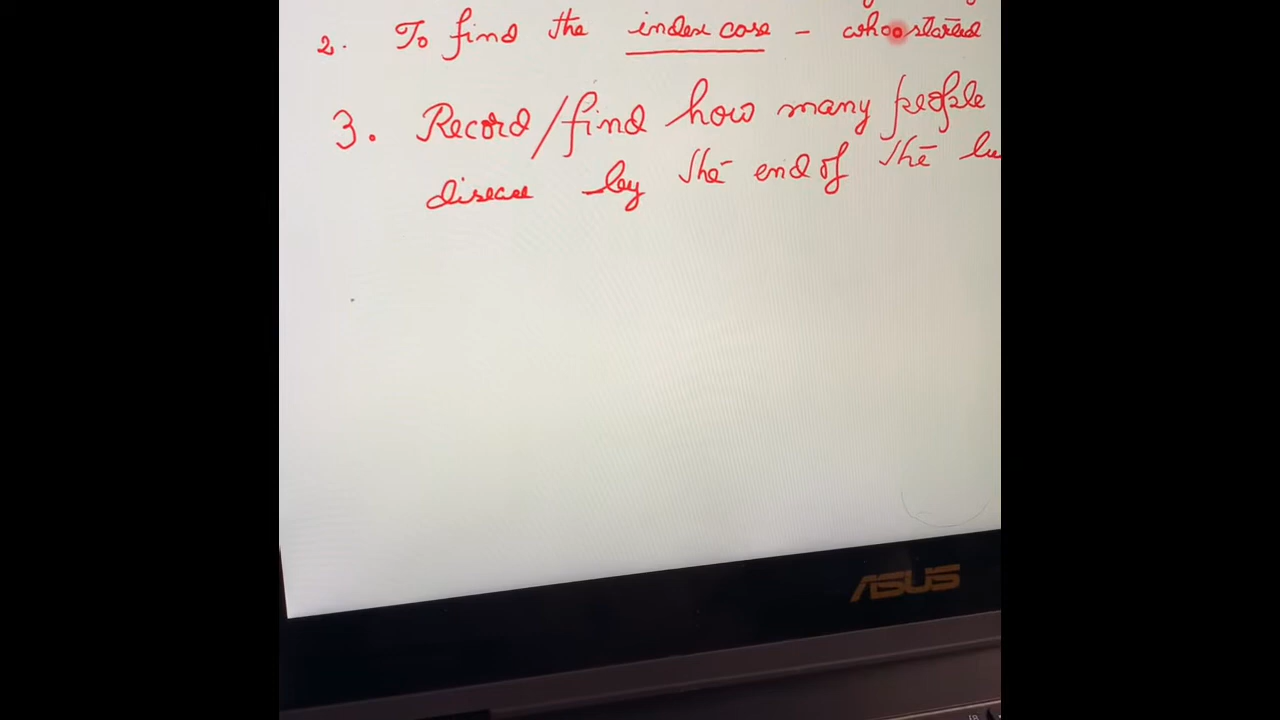 2. To find the index case - who started
3. Record/find how many people
disease by the end of the
ASUS